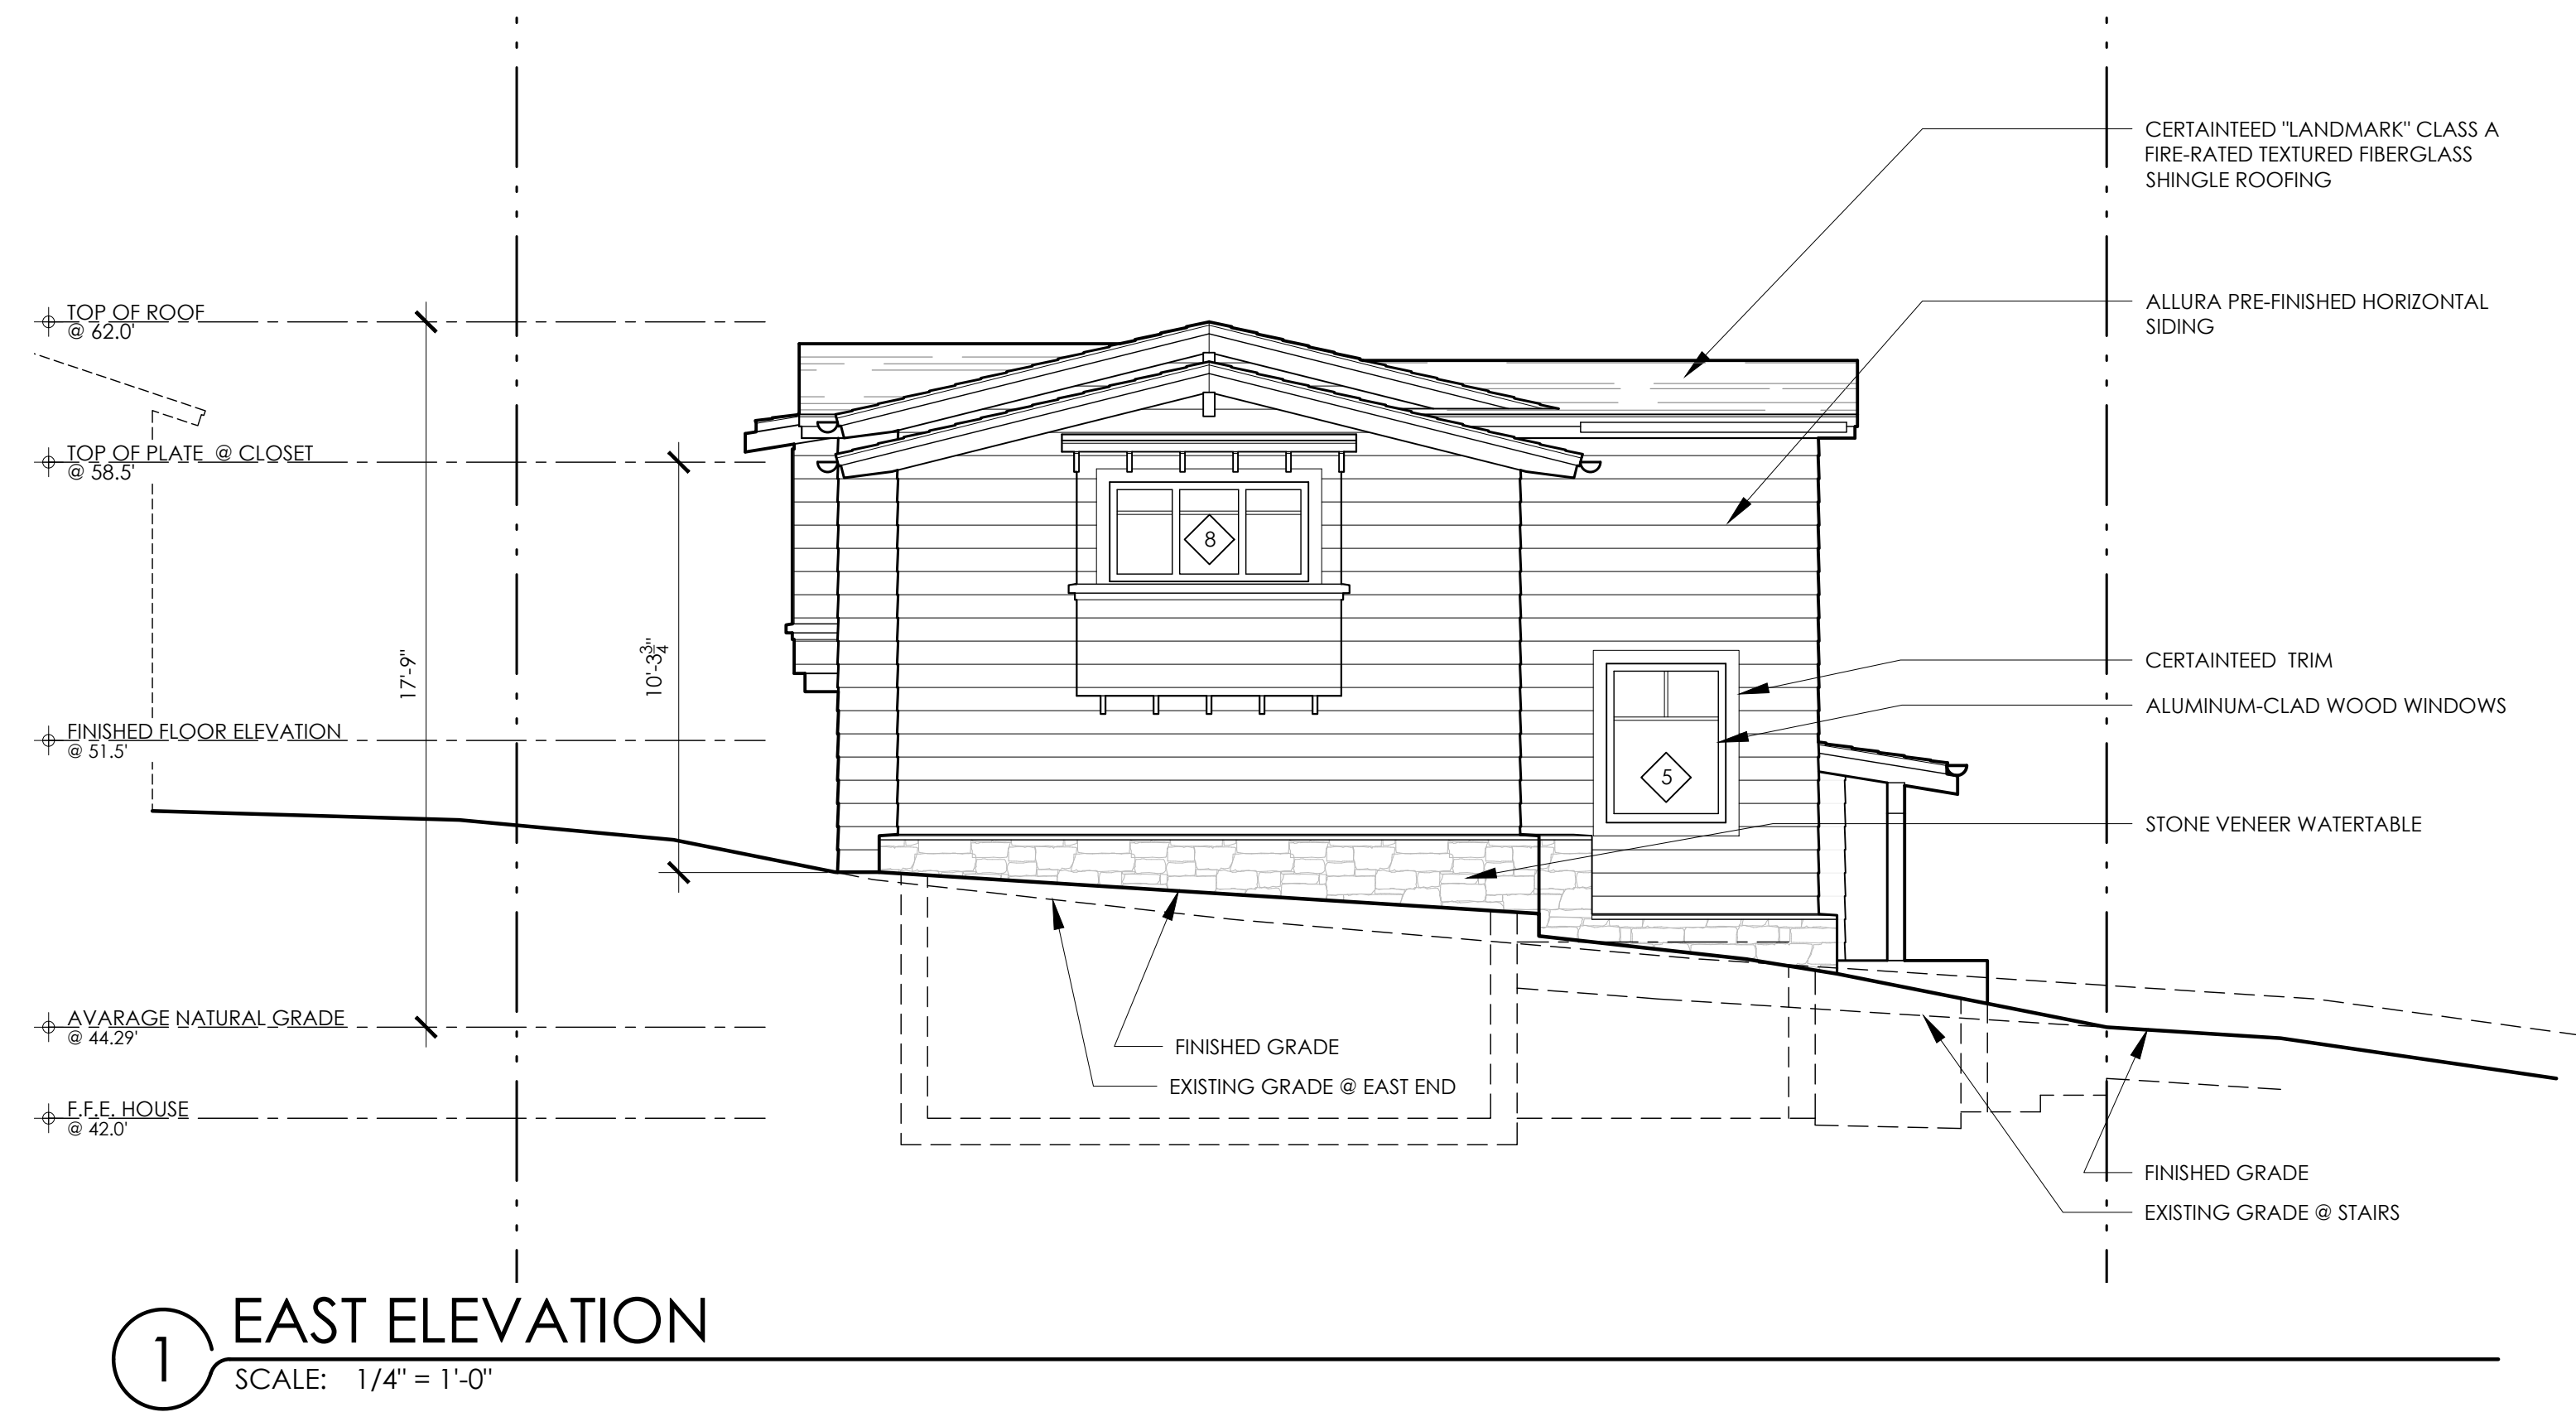 CERTAINTEED "LANDMARK" CLASS A
FIRE-RATED TEXTURED FIBERGLASS
SHINGLE ROOFING
ALLURA PRE-FINISHED HORIZONTAL
SIDING
TOP OF ROOF
@ 62.0'
TOP OF PLATE @ CLOSET
@ 58.5'
8
17'-9"
10'-3 3/4"
CERTAINTEED TRIM
ALUMINUM-CLAD WOOD WINDOWS
FINISHED FLOOR ELEVATION
@ 51.5'
5
STONE VENEER WATERTABLE
AVARAGE NATURAL GRADE
@ 44.29'
FINISHED GRADE
EXISTING GRADE @ EAST END
F.F.E. HOUSE
@ 42.0'
FINISHED GRADE
EXISTING GRADE @ STAIRS
1
EAST ELEVATION
SCALE: 1/4" = 1'-0"